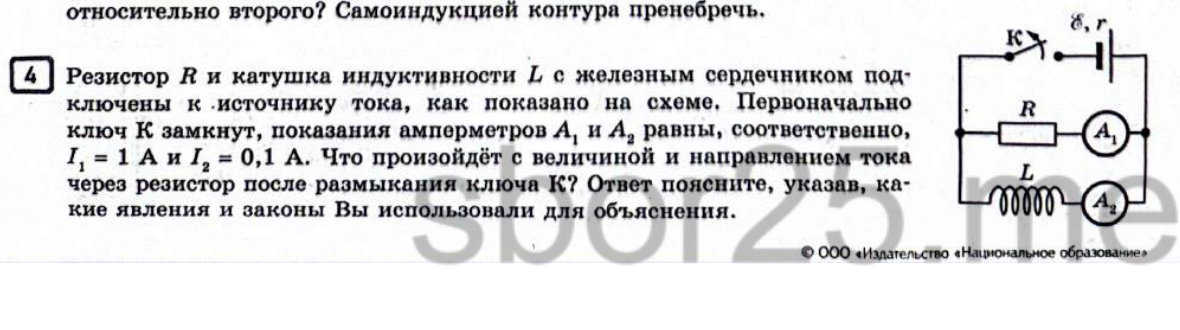 относительно второго? Самоиндукцией контура пренебречь.
4
Резистор R и катушка индуктивности L с железным сердечником под-
ключены к источнику тока, как показано на схеме. Первоначально
ключ К замкнут, показания амперметров A₁ и A₂ равны, соответственно,
I₁ = 1 А и I₂ = 0,1 А. Что произойдёт с величиной и направлением тока
через резистор после размыкания ключа К? Ответ поясните, указав, ка-
кие явления и законы Вы использовали для объяснения.
К
ℰ, r
R
A₁
L
A₂
sbor25.me
© ООО «Издательство «Национальное образование»